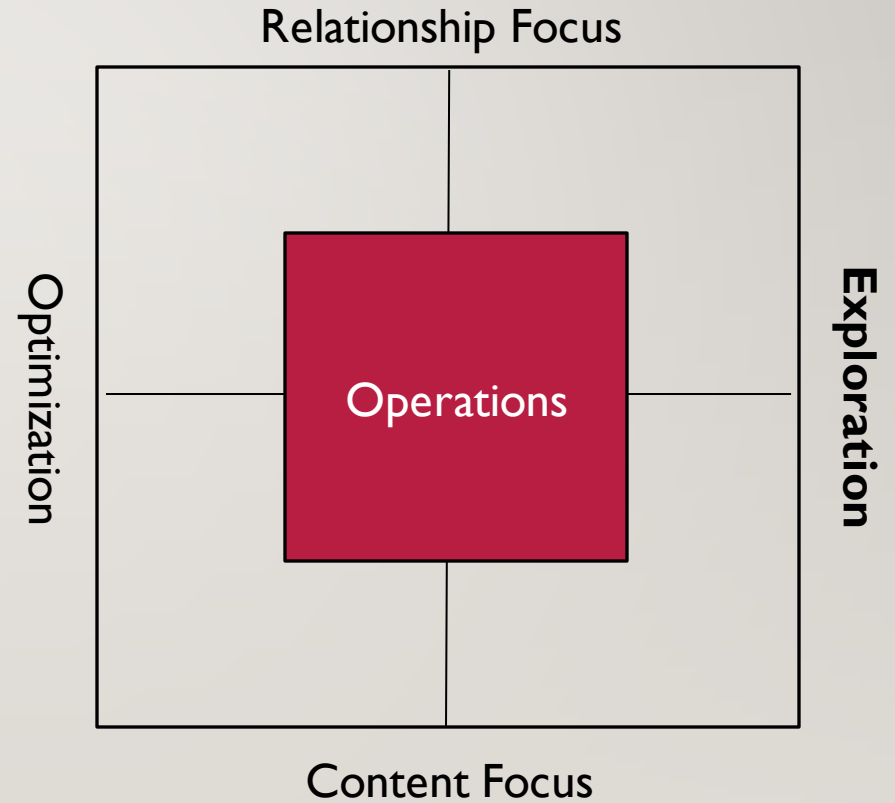 Relationship Focus
Optimization
Operations
Exploration
Content Focus